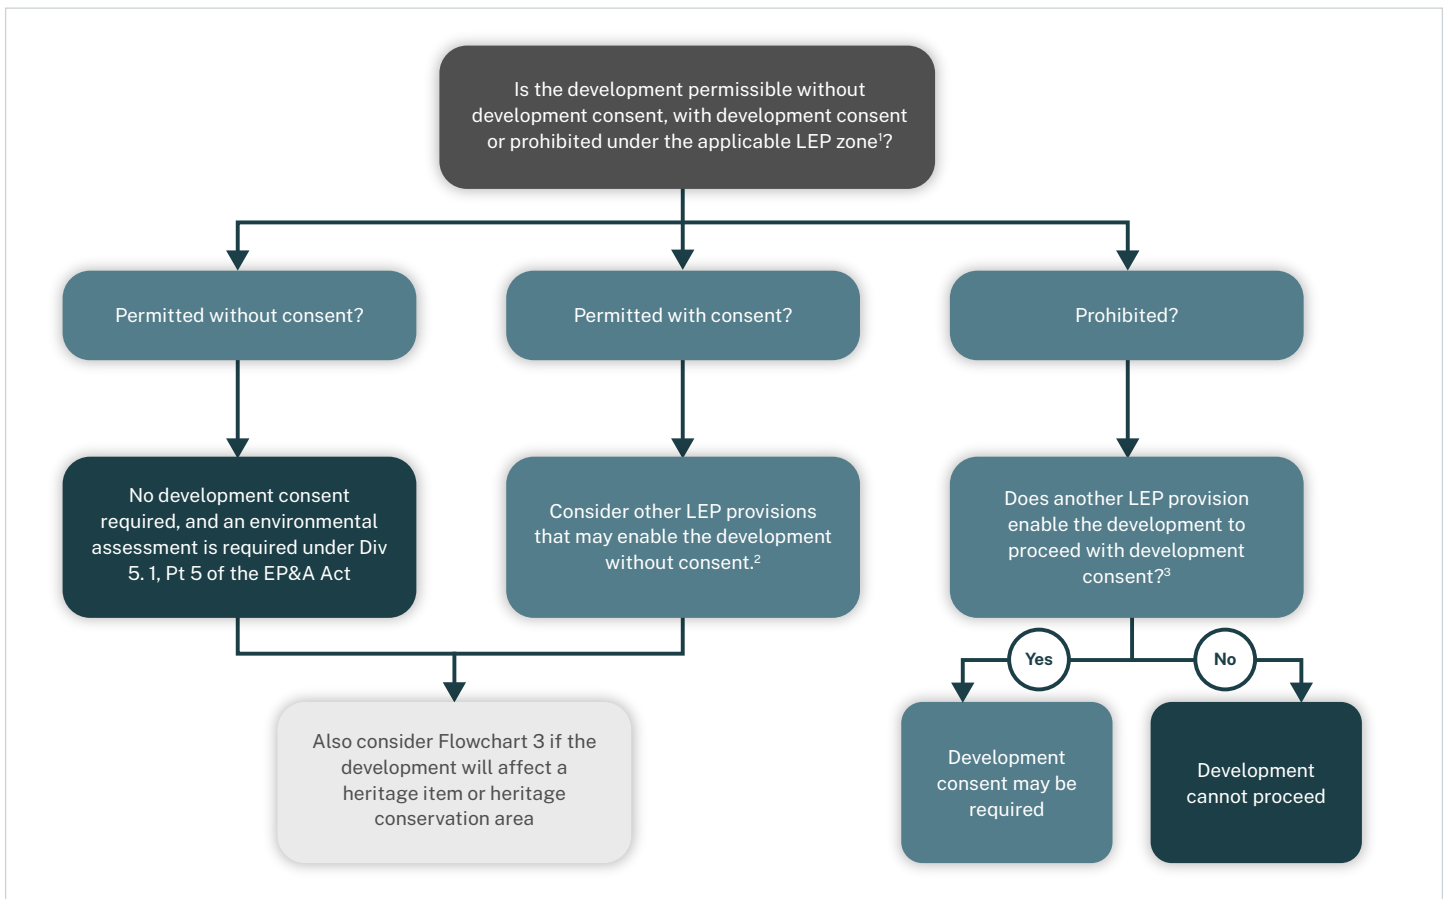 Is the development permissible without
development consent, with development consent
or prohibited under the applicable LEP zone¹?
Permitted without consent?
Permitted with consent?
Prohibited?
No development consent
required, and an environmental
assessment is required under Div
5. 1, Pt 5 of the EP&A Act
Consider other LEP provisions
that may enable the development
without consent.²
Does another LEP provision
enable the development to
proceed with development
consent?³
Yes
No
Also consider Flowchart 3 if the
development will affect a
heritage item or heritage
conservation area
Development
consent may be
required
Development
cannot proceed